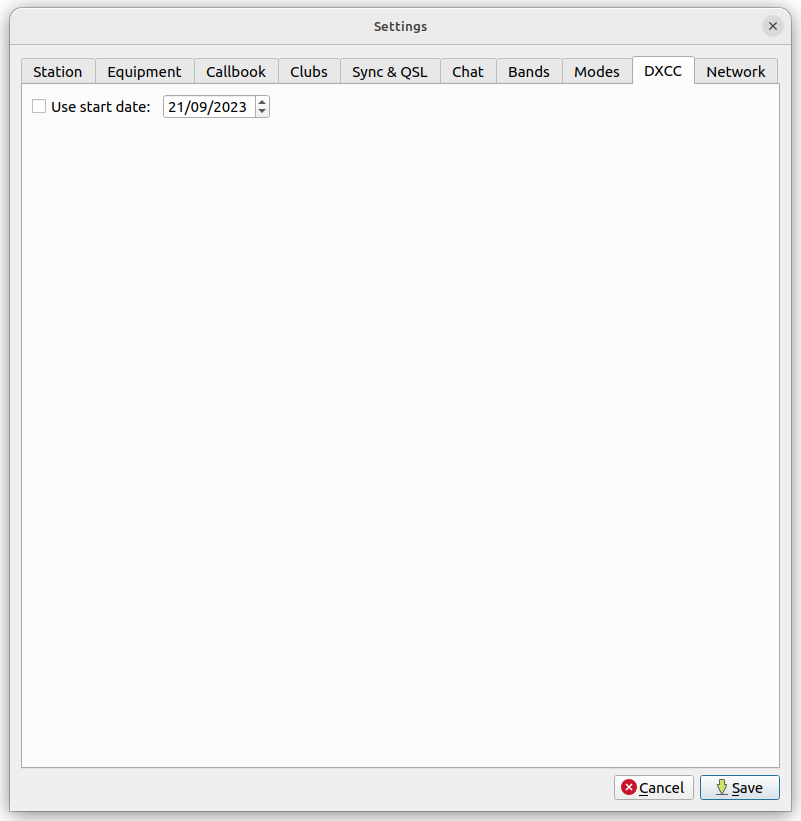 Settings
Station Equipment Callbook Clubs Sync & QSL Chat Bands Modes DXCC Network
Use start date: 21/09/2023
Cancel Save